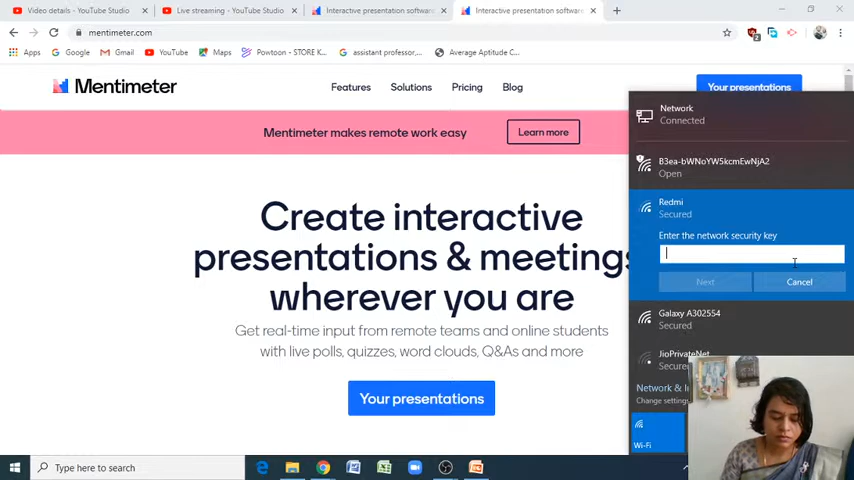 Video details - YouTube Studio
Live streaming - YouTube Studio
Interactive presentation software
Interactive presentation software
mentimeter.com
2
Apps
Google
Gmail
YouTube
Maps
Powtoon - STORE K...
assistant professor,...
Average Aptitude C...
Mentimeter
Features
Solutions
Pricing
Blog
Your presentations
Mentimeter makes remote work easy
Learn more
Create interactive
presentations & meetings
wherever you are
Get real-time input from remote teams and online students
with live polls, quizzes, word clouds, Q&As and more
Your presentations
Network
Connected
B3ea-bWNoYW5kcmEwNjA2
Open
Redmi
Secured
Enter the network security key
Next
Cancel
Galaxy A302554
Secured
JioPrivateNet
Secured
Network & I
Change settings
Wi-Fi
Type here to search